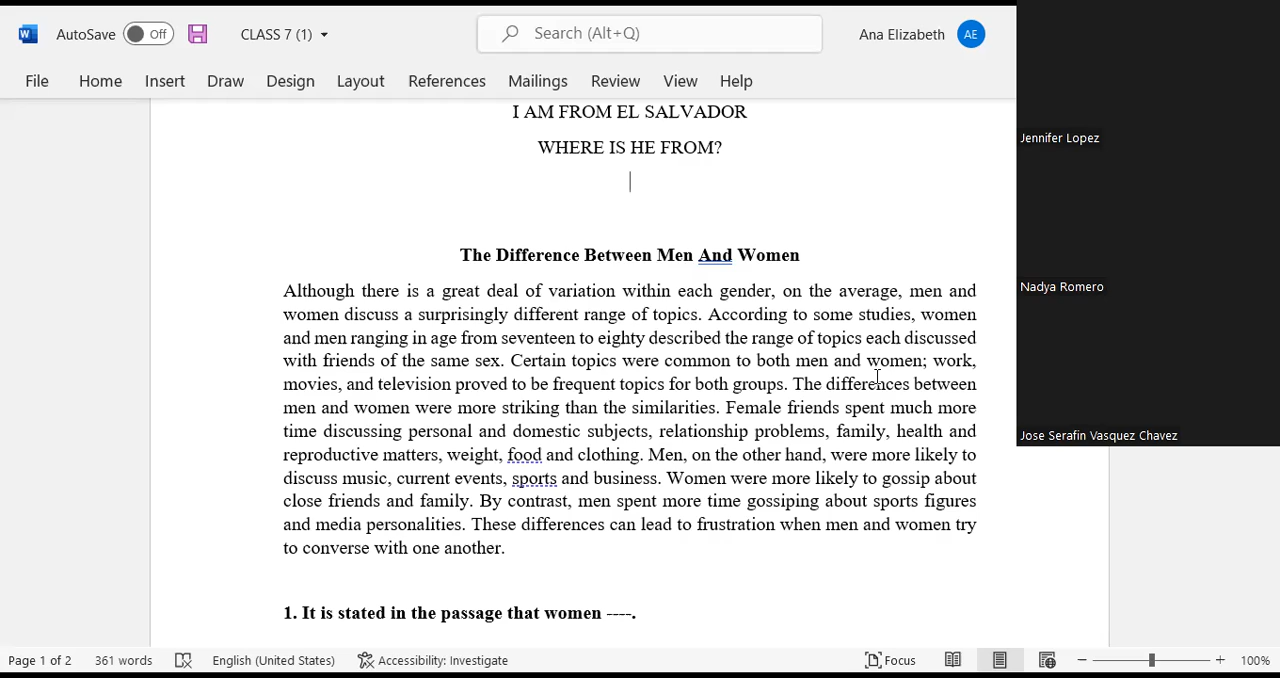 AutoSave Off CLASS 7 (1) Search (Alt+Q) Ana Elizabeth AE
File Home Insert Draw Design Layout References Mailings Review View Help
I AM FROM EL SALVADOR
WHERE IS HE FROM?
The Difference Between Men And Women
Although there is a great deal of variation within each gender, on the average, men and
women discuss a surprisingly different range of topics. According to some studies, women
and men ranging in age from seventeen to eighty described the range of topics each discussed
with friends of the same sex. Certain topics were common to both men and women; work,
movies, and television proved to be frequent topics for both groups. The differences between
men and women were more striking than the similarities. Female friends spent much more
time discussing personal and domestic subjects, relationship problems, family, health and
reproductive matters, weight, food and clothing. Men, on the other hand, were more likely to
discuss music, current events, sports and business. Women were more likely to gossip about
close friends and family. By contrast, men spent more time gossiping about sports figures
and media personalities. These differences can lead to frustration when men and women try
to converse with one another.
1. It is stated in the passage that women ----.
Page 1 of 2 361 words English (United States) Accessibility: Investigate Focus 100%
Jennifer Lopez
Nadya Romero
Jose Serafin Vasquez Chavez